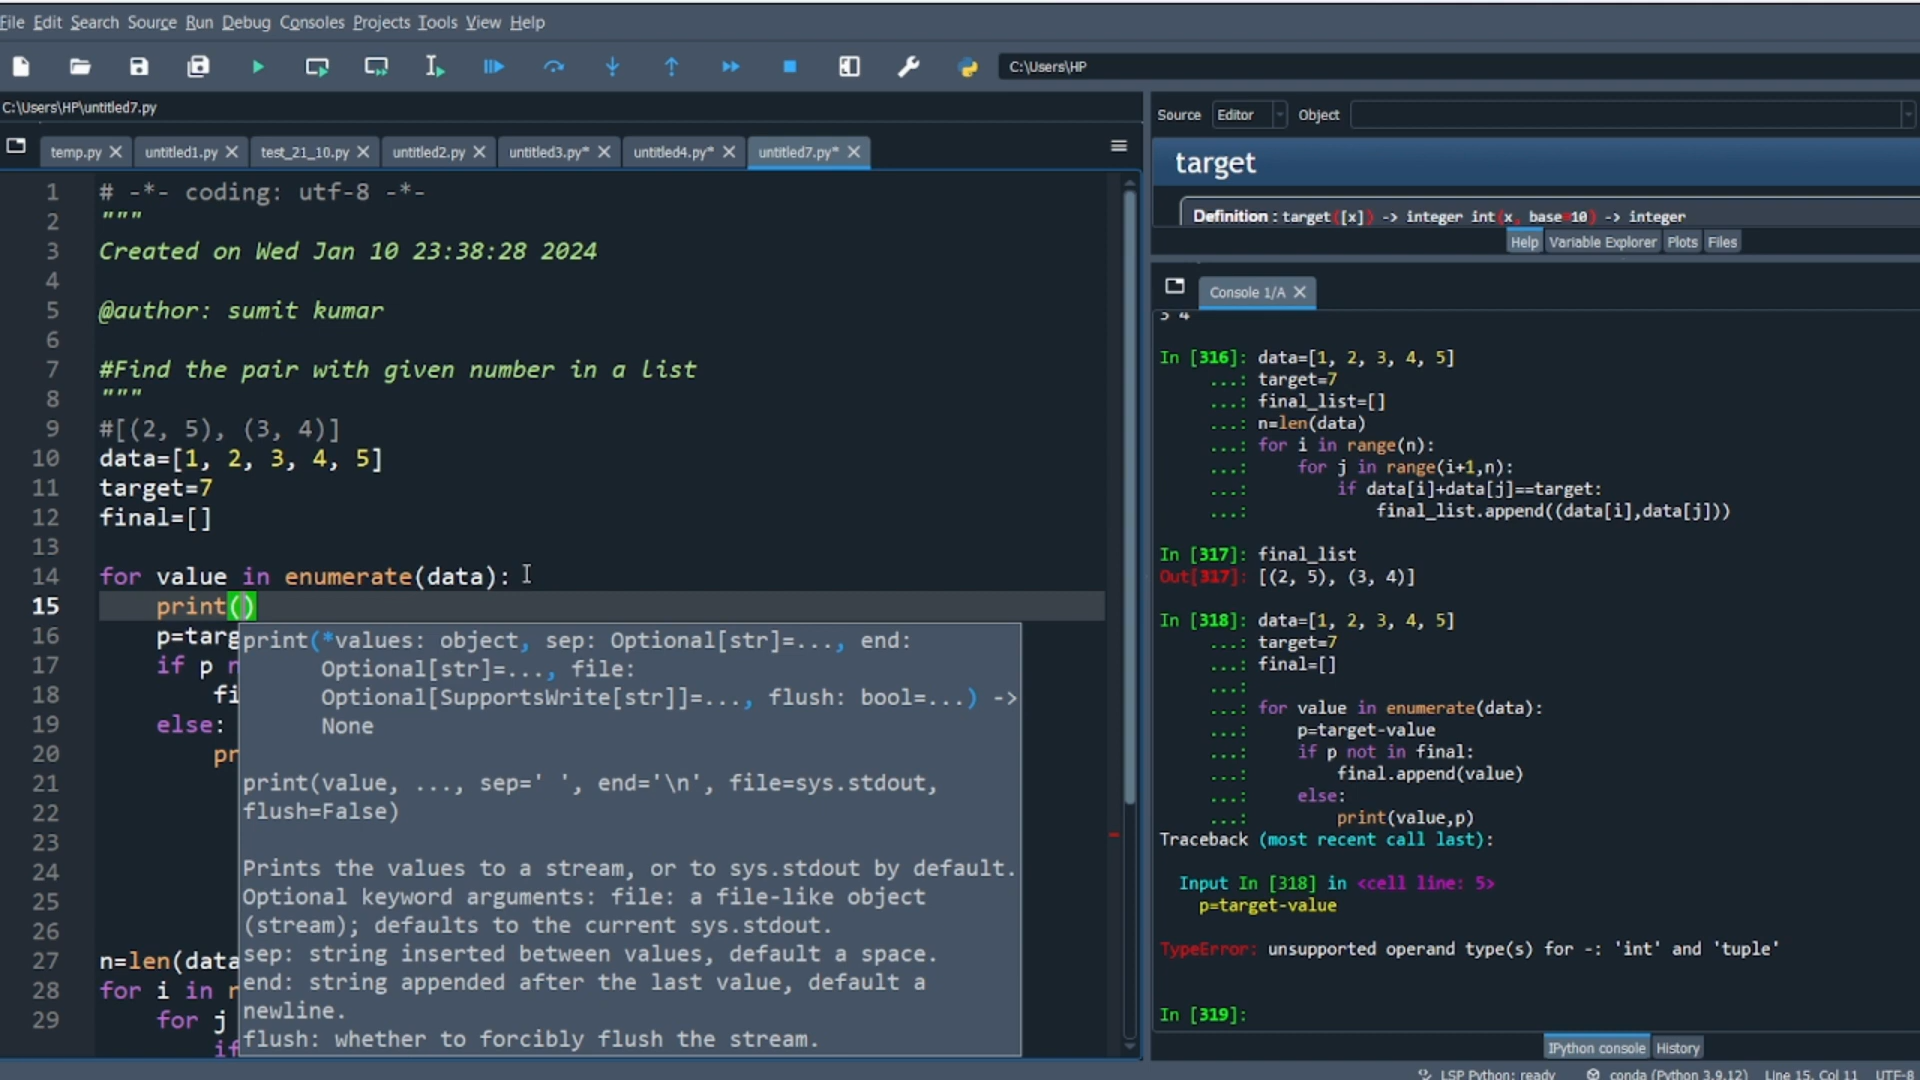 File Edit Search Source Run Debug Consoles Projects Tools View Help
C:\Users\HP
C:\Users\HP\untitled7.py
temp.py untitled1.py test_21_10.py untitled2.py untitled3.py* untitled4.py* untitled7.py*
1 # -*- coding: utf-8 -*-
2 """
3 Created on Wed Jan 10 23:38:28 2024
4
5 @author: sumit kumar
6
7 #Find the pair with given number in a list
8 """
9 #[(2, 5), (3, 4)]
10 data=[1, 2, 3, 4, 5]
11 target=7
12 final=[]
13
14 for value in enumerate(data):
15 print()
16 p=targ
17 if p n
18 fi
19 else:
20 pr
21
22
23
24
25
26
27 n=len(data
28 for i in r
29 for j
if
print(*values: object, sep: Optional[str]=..., end:
Optional[str]=..., file:
Optional[SupportsWrite[str]]=..., flush: bool=...) ->
None
print(value, ..., sep=' ', end='\n', file=sys.stdout,
flush=False)
Prints the values to a stream, or to sys.stdout by default.
Optional keyword arguments: file: a file-like object
(stream); defaults to the current sys.stdout.
sep: string inserted between values, default a space.
end: string appended after the last value, default a
newline.
flush: whether to forcibly flush the stream.
Source Editor Object
target
Definition : target([x]) -> integer int(x, base=10) -> integer
Help Variable Explorer Plots Files
Console 1/A
3 4
In [316]: data=[1, 2, 3, 4, 5]
...: target=7
...: final_list=[]
...: n=len(data)
...: for i in range(n):
...: for j in range(i+1,n):
...: if data[i]+data[j]==target:
...: final_list.append((data[i],data[j]))
In [317]: final_list
Out[317]: [(2, 5), (3, 4)]
In [318]: data=[1, 2, 3, 4, 5]
...: target=7
...: final=[]
...:
...: for value in enumerate(data):
...: p=target-value
...: if p not in final:
...: final.append(value)
...: else:
...: print(value,p)
Traceback (most recent call last):
Input In [318] in <cell line: 5>
p=target-value
TypeError: unsupported operand type(s) for -: 'int' and 'tuple'
In [319]:
IPython console History
LSP Python: ready conda (Python 3.9.12) Line 15, Col 11 UTF-8